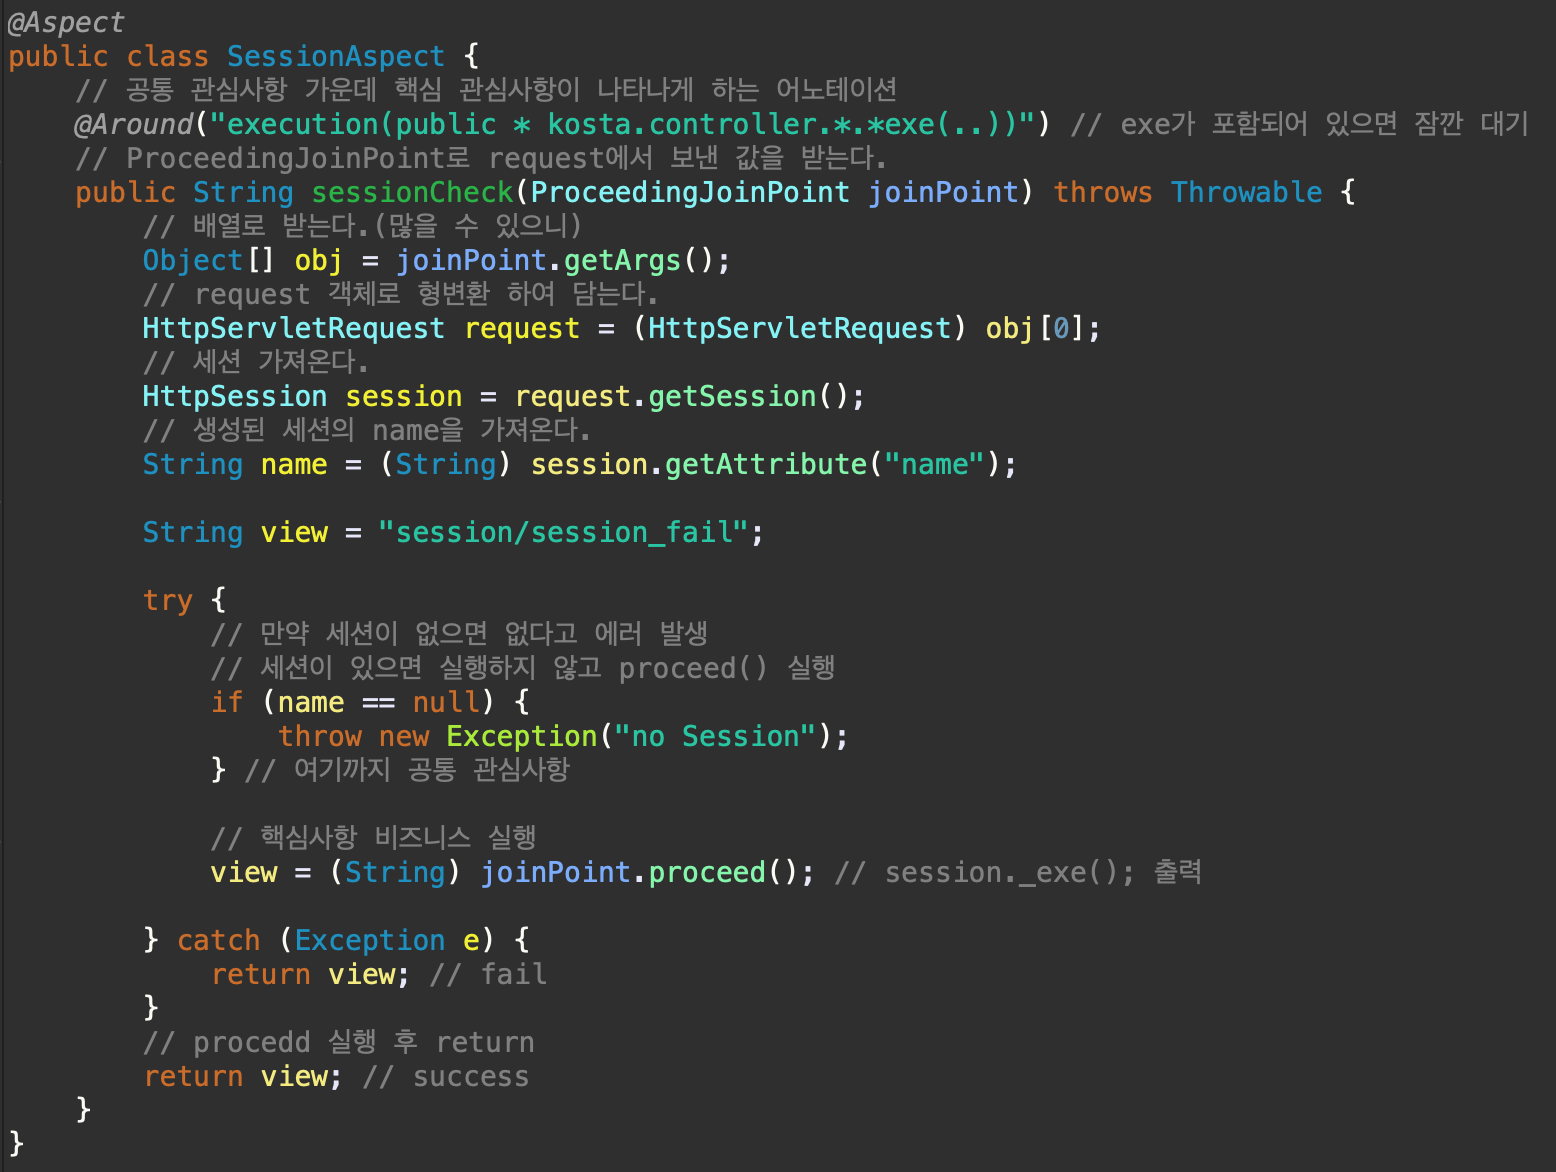 @Aspect
public class SessionAspect {
    // 공통 관심사항 가운데 핵심 관심사항이 나타나게 하는 어노테이션
    @Around("execution(public * kosta.controller.*.*exe(..))") // exe가 포함되어 있으면 잠깐 대기
    // ProceedingJoinPoint로 request에서 보낸 값을 받는다.
    public String sessionCheck(ProceedingJoinPoint joinPoint) throws Throwable {
        // 배열로 받는다.(많을 수 있으니)
        Object[] obj = joinPoint.getArgs();
        // request 객체로 형변환 하여 담는다.
        HttpServletRequest request = (HttpServletRequest) obj[0];
        // 세션 가져온다.
        HttpSession session = request.getSession();
        // 생성된 세션의 name을 가져온다.
        String name = (String) session.getAttribute("name");

        String view = "session/session_fail";

        try {
            // 만약 세션이 없으면 없다고 에러 발생
            // 세션이 있으면 실행하지 않고 proceed() 실행
            if (name == null) {
                throw new Exception("no Session");
            } // 여기까지 공통 관심사항

            // 핵심사항 비즈니스 실행
            view = (String) joinPoint.proceed(); // session._exe(); 출력

        } catch (Exception e) {
            return view; // fail
        }
        // procedd 실행 후 return
        return view; // success
    }
}